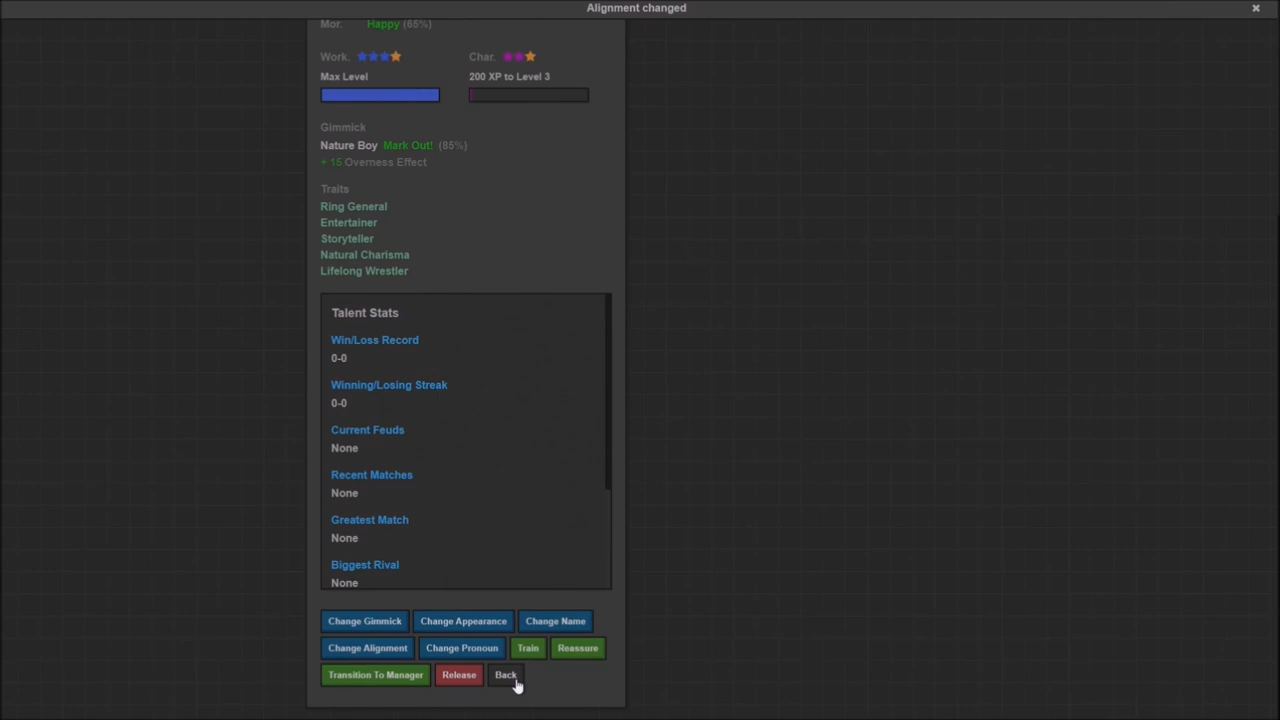 Alignment changed
Mor. Happy (65%)
Work. Char.
Max Level 200 XP to Level 3
Gimmick
Nature Boy Mark Out! (85%)
+ 15 Overness Effect
Traits
Ring General
Entertainer
Storyteller
Natural Charisma
Lifelong Wrestler
Talent Stats
Win/Loss Record
0-0
Winning/Losing Streak
0-0
Current Feuds
None
Recent Matches
None
Greatest Match
None
Biggest Rival
None
Change Gimmick Change Appearance Change Name
Change Alignment Change Pronoun Train Reassure
Transition To Manager Release Back